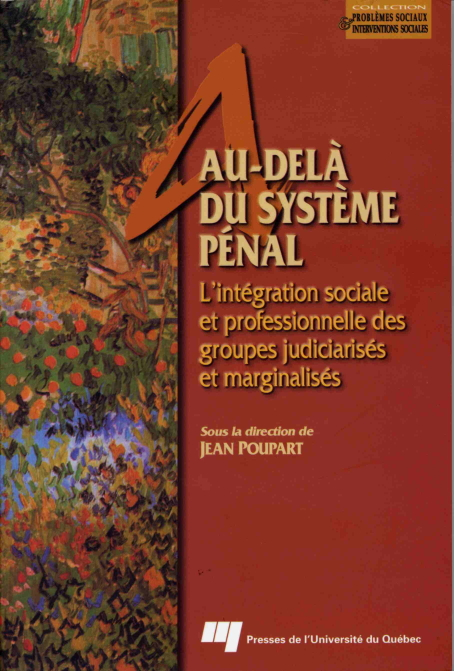 COLLECTION
PROBLÈMES SOCIAUX
& INTERVENTIONS SOCIALES
AU-DELÀ
DU SYSTÈME
PÉNAL
L'intégration sociale
et professionnelle des
groupes judiciarisés
et marginalisés
Sous la direction de
JEAN POUPART
Presses de l'Université du Québec